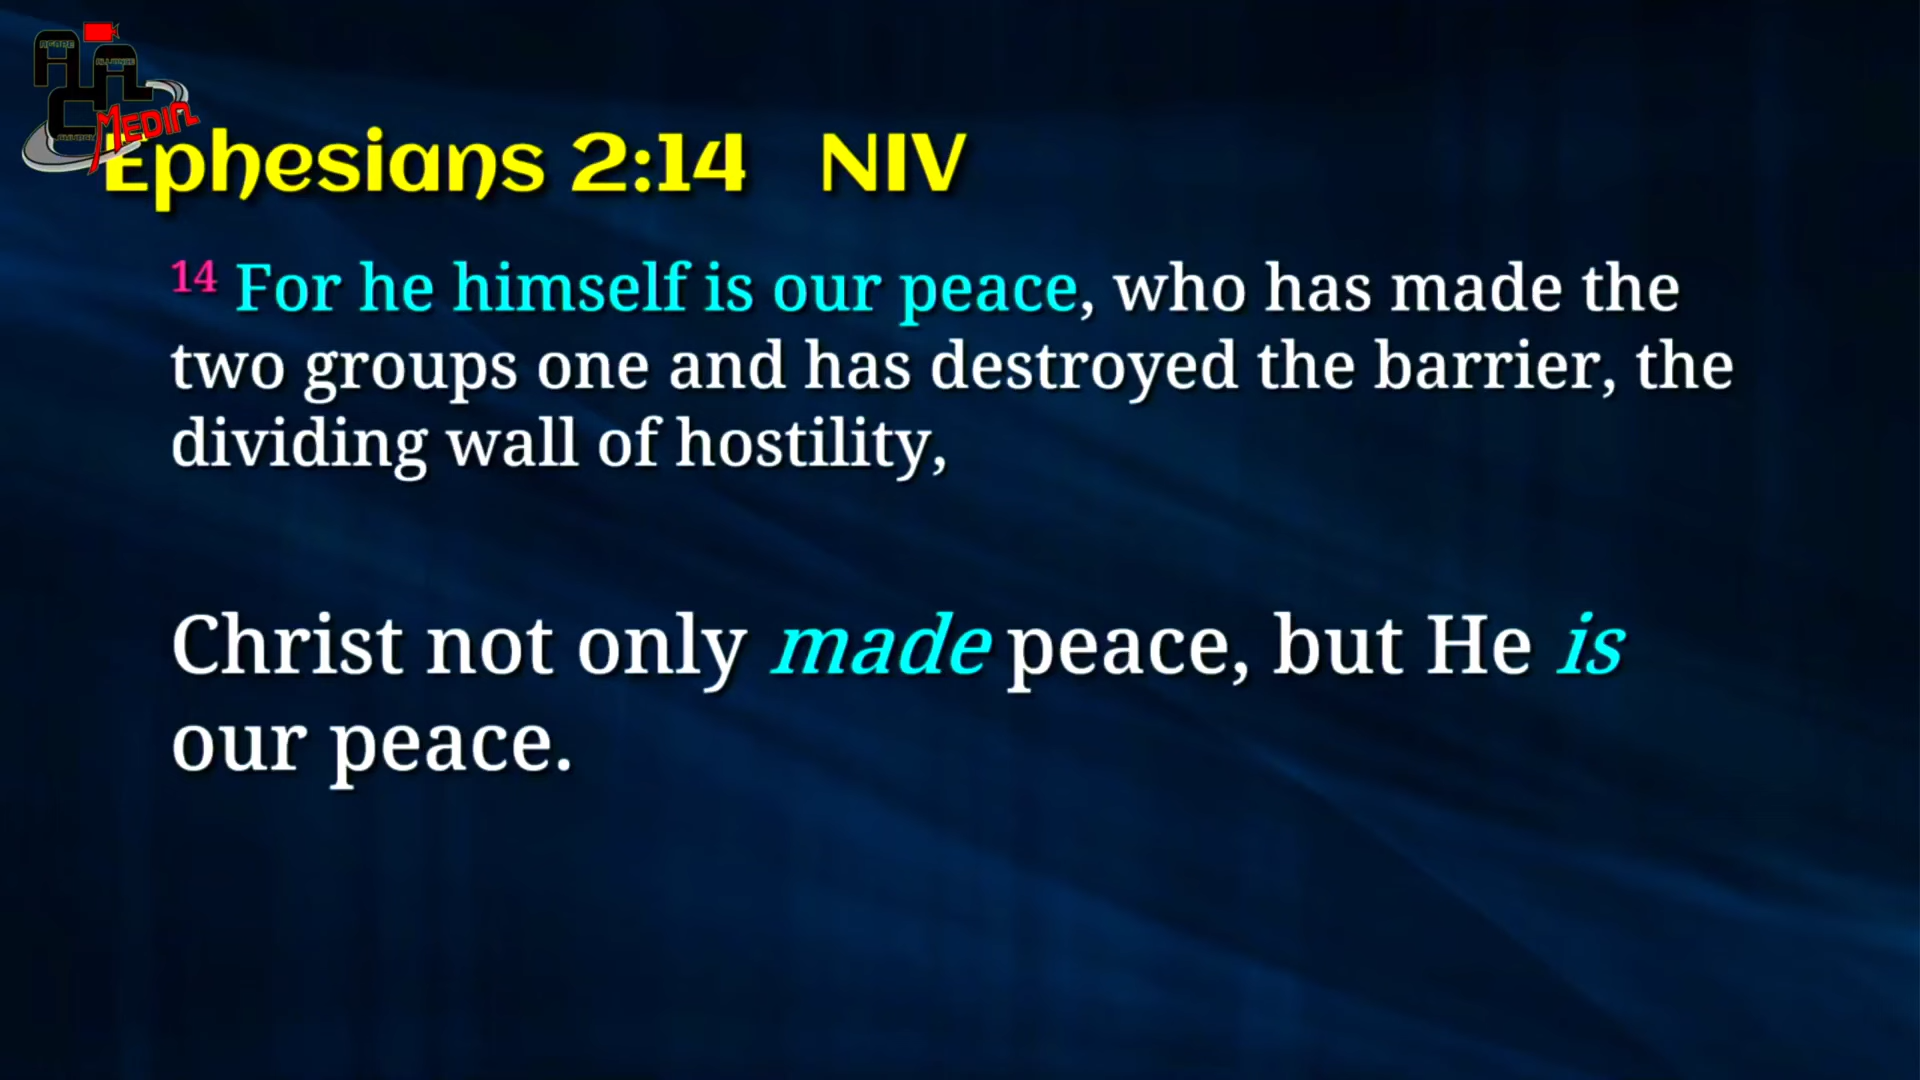 AGAPE
ALLIANCE
MEDIA
Ephesians 2:14 NIV
14 For he himself is our peace, who has made the
two groups one and has destroyed the barrier, the
dividing wall of hostility,
Christ not only made peace, but He is
our peace.